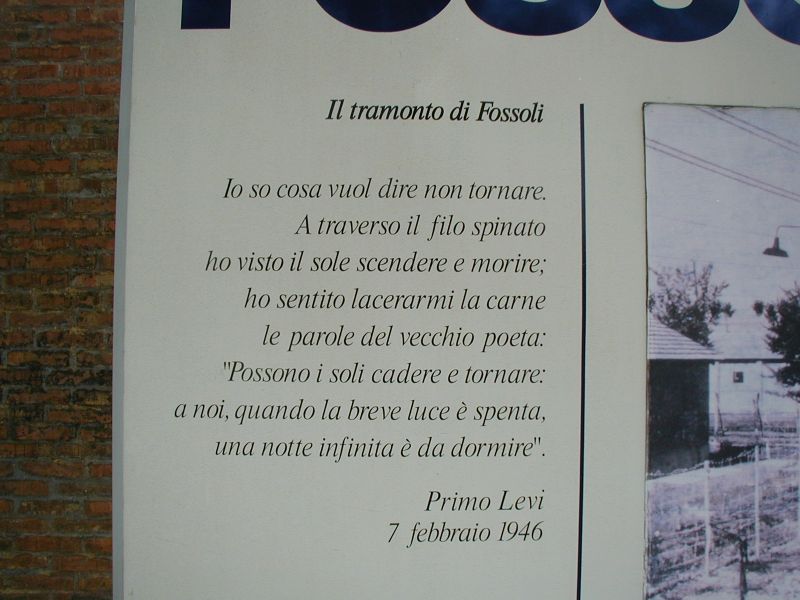 Il tramonto di Fossoli
Io so cosa vuol dire non tornare.
A traverso il filo spinato
ho visto il sole scendere e morire;
ho sentito lacerarmi la carne
le parole del vecchio poeta:
"Possono i soli cadere e tornare:
a noi, quando la breve luce è spenta,
una notte infinita è da dormire".
Primo Levi
7 febbraio 1946